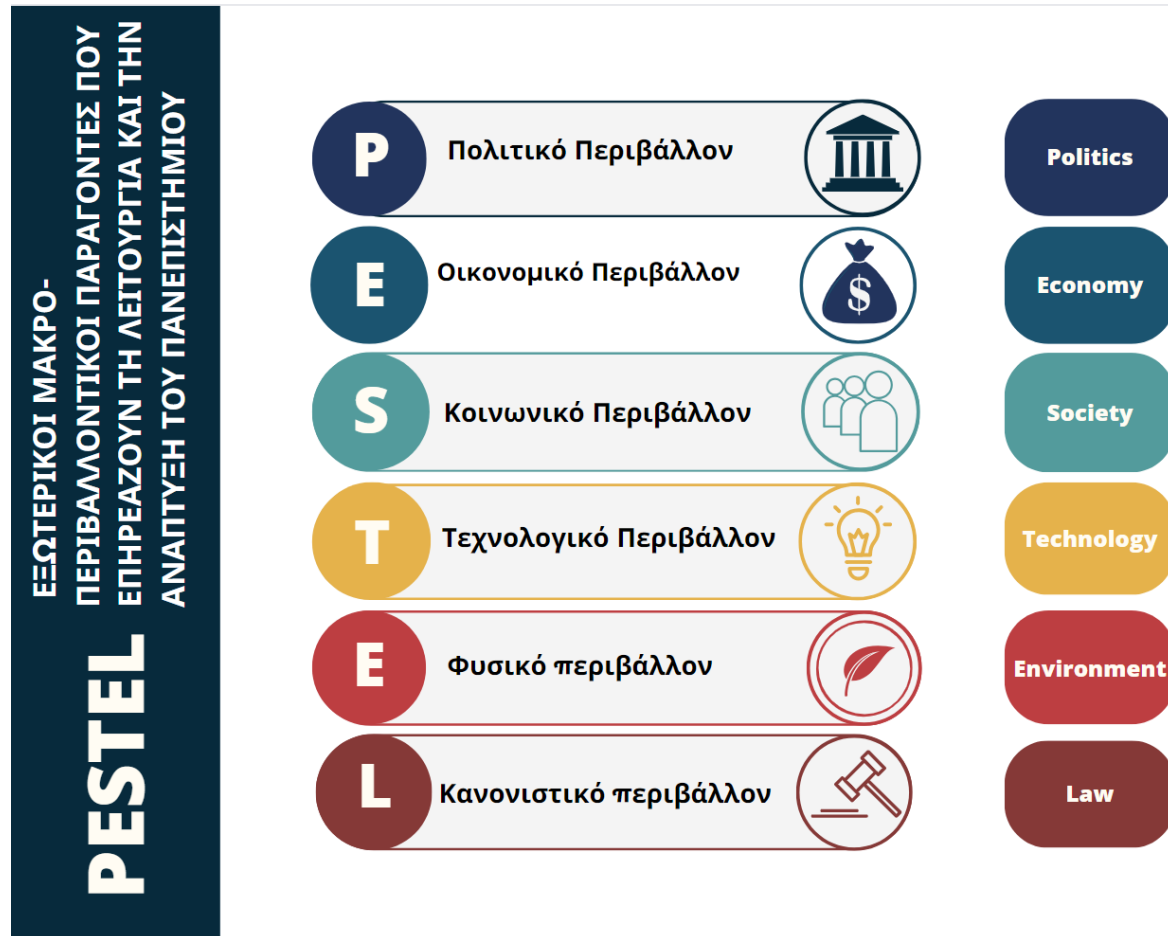 ΕΞΩΤΕΡΙΚΟΙ ΜΑΚΡΟ-
ΠΕΡΙΒΑΛΛΟΝΤΙΚΟΙ ΠΑΡΑΓΟΝΤΕΣ ΠΟΥ
ΕΠΗΡΕΑΖΟΥΝ ΤΗ ΛΕΙΤΟΥΡΓΙΑ ΚΑΙ ΤΗΝ
ΑΝΑΠΤΥΞΗ ΤΟΥ ΠΑΝΕΠΙΣΤΗΜΙΟΥ
PESTEL
P Πολιτικό Περιβάλλον Politics
E Οικονομικό Περιβάλλον $ Economy
S Κοινωνικό Περιβάλλον Society
T Τεχνολογικό Περιβάλλον Technology
E Φυσικό περιβάλλον Environment
L Κανονιστικό περιβάλλον Law